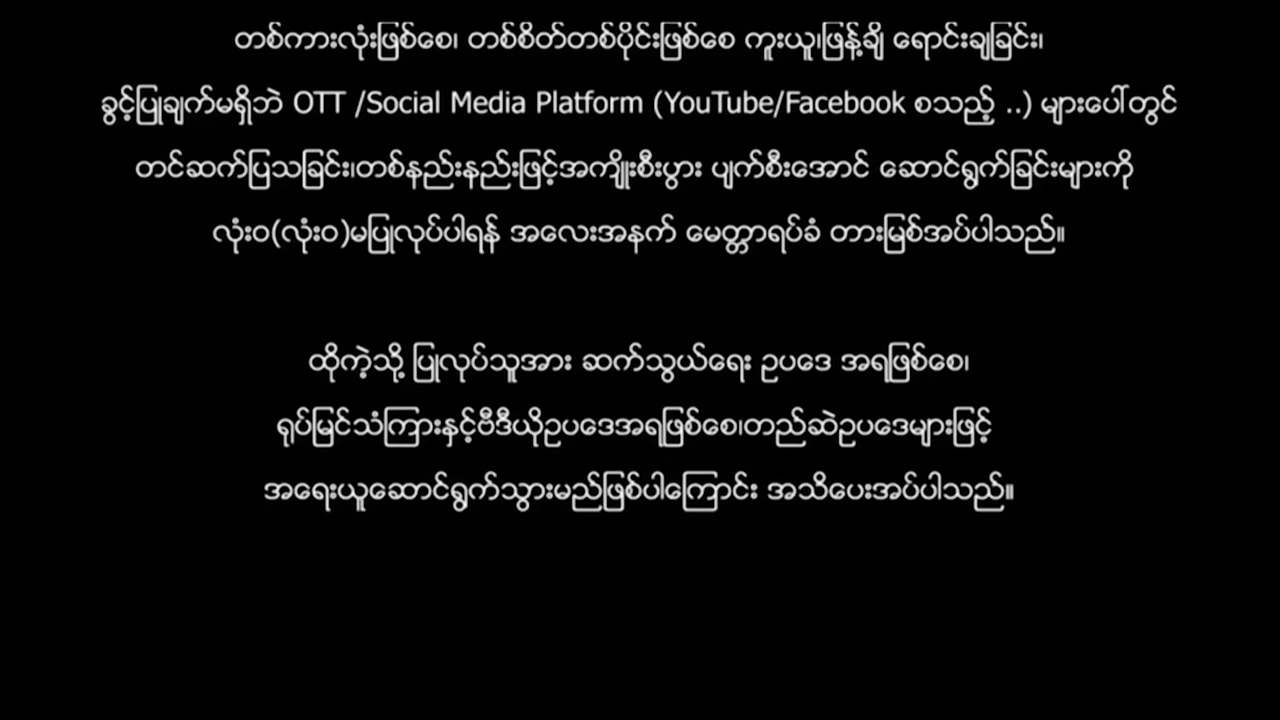 တစ်ကားလုံးဖြစ်စေ၊ တစ်စိတ်တစ်ပိုင်းဖြစ်စေ ကူးယူ၊ဖြန့်ချိ ရောင်းချခြင်း၊
ခွင့်ပြုချက်မရှိဘဲ OTT /Social Media Platform (YouTube/Facebook စသည့် ..) များပေါ်တွင်
တင်ဆက်ပြသခြင်း၊တစ်နည်းနည်းဖြင့်အကျိုးစီးပွား ပျက်စီးအောင် ဆောင်ရွက်ခြင်းများကို
လုံးဝ(လုံးဝ)မပြုလုပ်ပါရန် အလေးအနက် မေတ္တာရပ်ခံ တားမြစ်အပ်ပါသည်။
ထိုကဲ့သို့ ပြုလုပ်သူအား ဆက်သွယ်ရေး ဥပဒေ အရဖြစ်စေ၊
ရုပ်မြင်သံကြားနှင့်ဗီဒီယိုဥပဒေအရဖြစ်စေ၊တည်ဆဲဥပဒေများဖြင့်
အရေးယူဆောင်ရွက်သွားမည်ဖြစ်ပါကြောင်း အသိပေးအပ်ပါသည်။